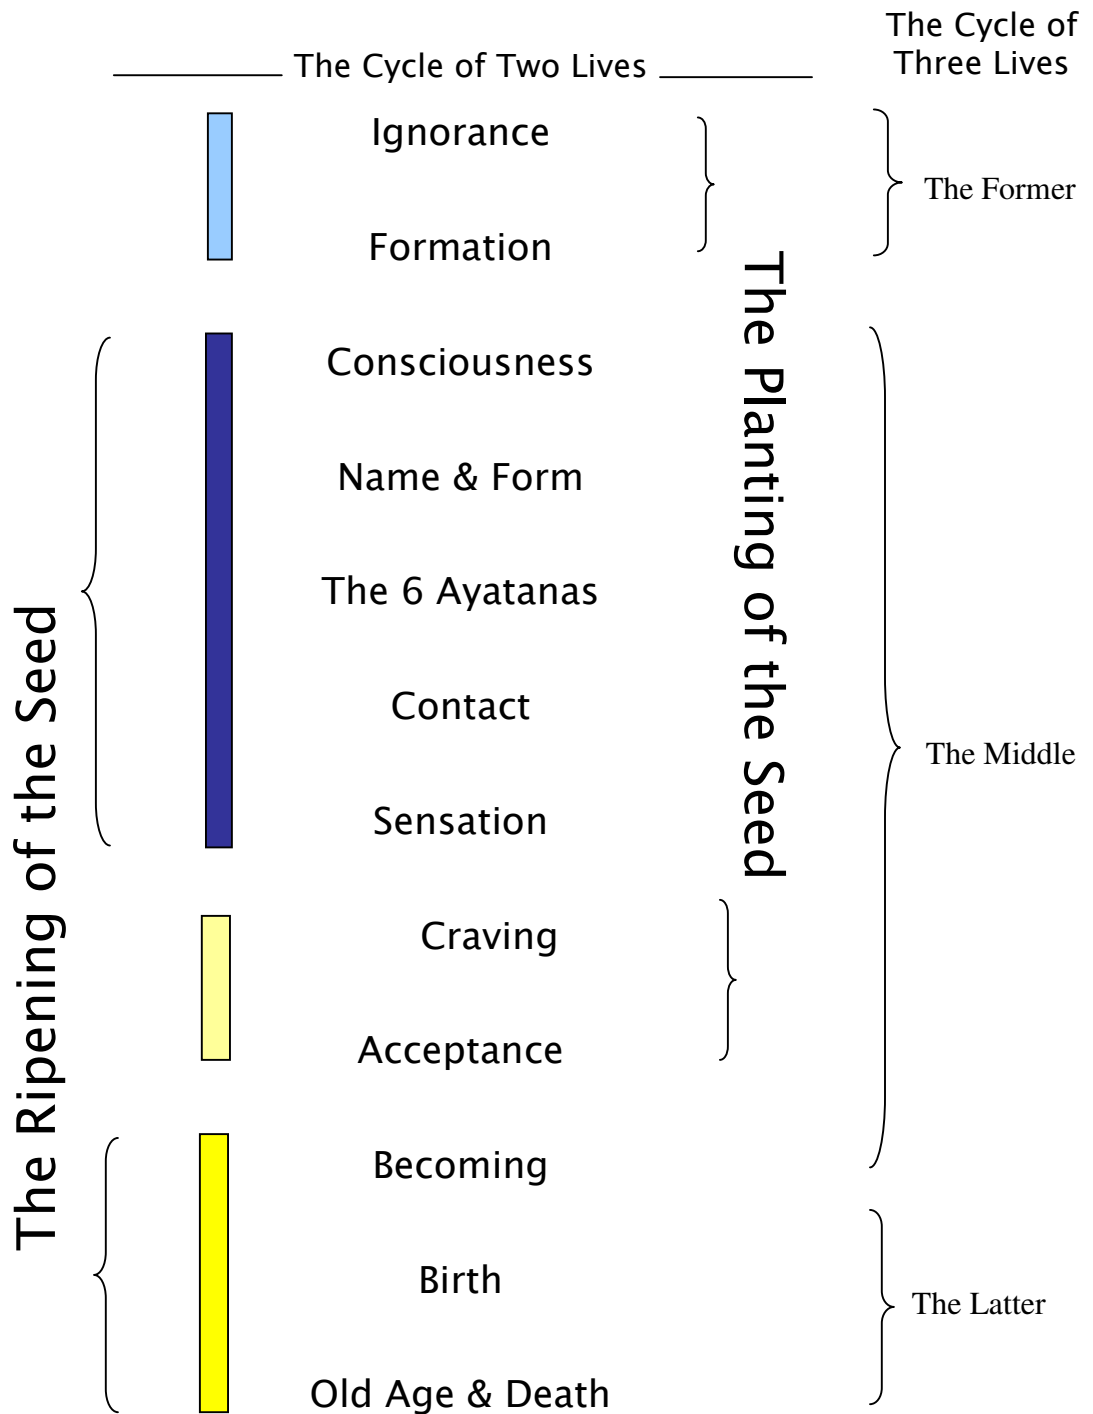 The Cycle of Two Lives
The Cycle of
Three Lives
Ignorance
The Former
Formation
The Planting of the Seed
Consciousness
Name & Form
The 6 Ayatanas
The Ripening of the Seed
Contact
The Middle
Sensation
Craving
Acceptance
Becoming
Birth
The Latter
Old Age & Death